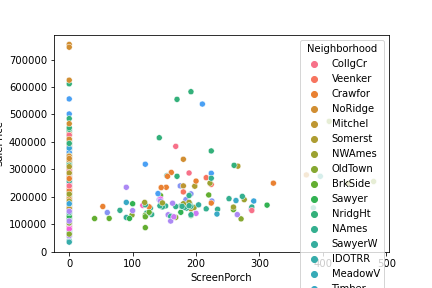 Neighborhood
CollgCr
Veenker
Crawfor
NoRidge
Mitchel
Somerst
NWAmes
OldTown
BrkSide
Sawyer
NridgHt
NAmes
SawyerW
IDOTRR
MeadowV
Timber
700000
600000
500000
400000
300000
200000
100000
0
0 100 200 300 400 500
ScreenPorch